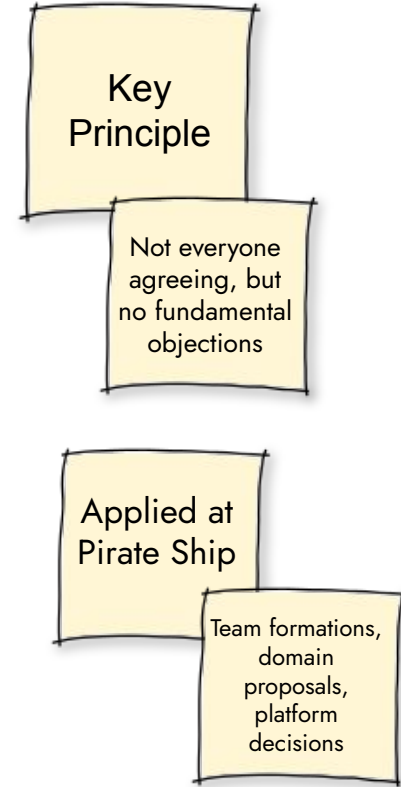 Key
Principle
Not everyone
agreeing, but
no fundamental
objections
Applied at
Pirate Ship
Team formations,
domain
proposals,
platform
decisions